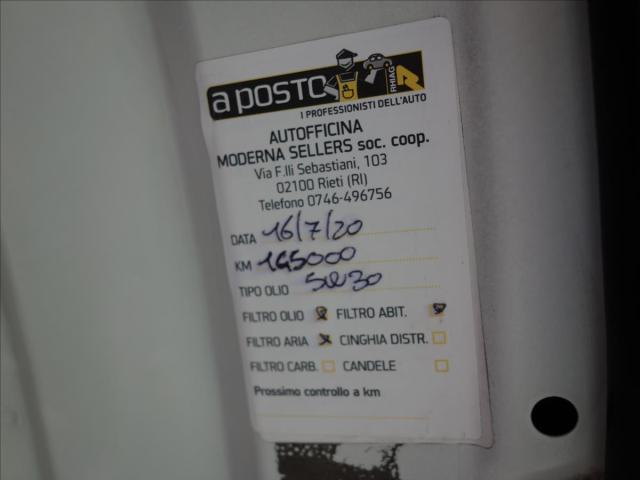 a posto
RHIAG
I PROFESSIONISTI DELL'AUTO
AUTOFFICINA
MODERNA SELLERS soc. coop.
Via F.lli Sebastiani, 103
02100 Rieti (RI)
Telefono 0746-496756
DATA 16/7/20
KM 165000
TIPO OLIO 5W30
FILTRO OLIO FILTRO ABIT.
FILTRO ARIA CINGHIA DISTR.
FILTRO CARB. CANDELE
Prossimo controllo a km